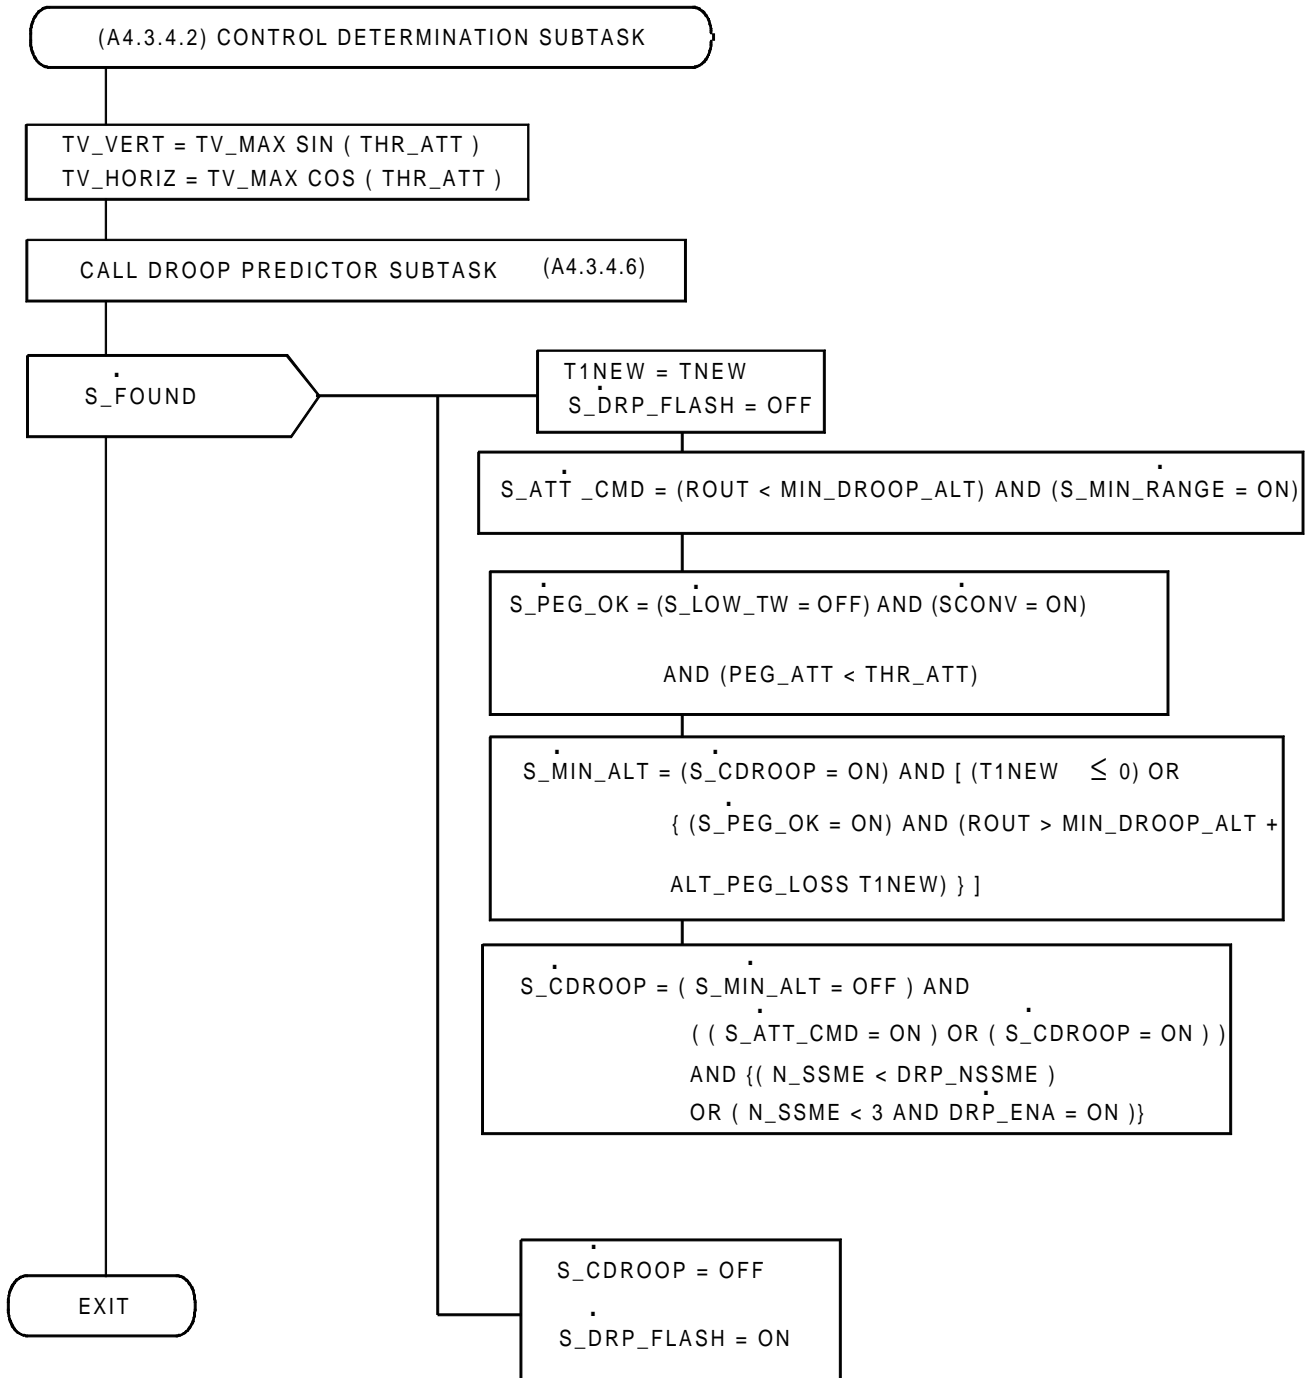 (A4.3.4.2) CONTROL DETERMINATION SUBTASK
TV_VERT = TV_MAX SIN ( THR_ATT )
TV_HORIZ = TV_MAX COS ( THR_ATT )
CALL DROOP PREDICTOR SUBTASK (A4.3.4.6)
S_FOUND
T1NEW = TNEW
S_DRP_FLASH = OFF
S_ATT _CMD = (ROUT < MIN_DROOP_ALT) AND (S_MIN_RANGE = ON)
S_PEG_OK = (S_LOW_TW = OFF) AND (SCONV = ON)
AND (PEG_ATT < THR_ATT)
S_MIN_ALT = (S_CDROOP = ON) AND [ (T1NEW ≤ 0) OR
{ (S_PEG_OK = ON) AND (ROUT > MIN_DROOP_ALT +
ALT_PEG_LOSS T1NEW) } ]
S_CDROOP = ( S_MIN_ALT = OFF ) AND
( ( S_ATT_CMD = ON ) OR ( S_CDROOP = ON ) )
AND {( N_SSME < DRP_NSSME )
OR ( N_SSME < 3 AND DRP_ENA = ON )}
S_CDROOP = OFF
S_DRP_FLASH = ON
EXIT